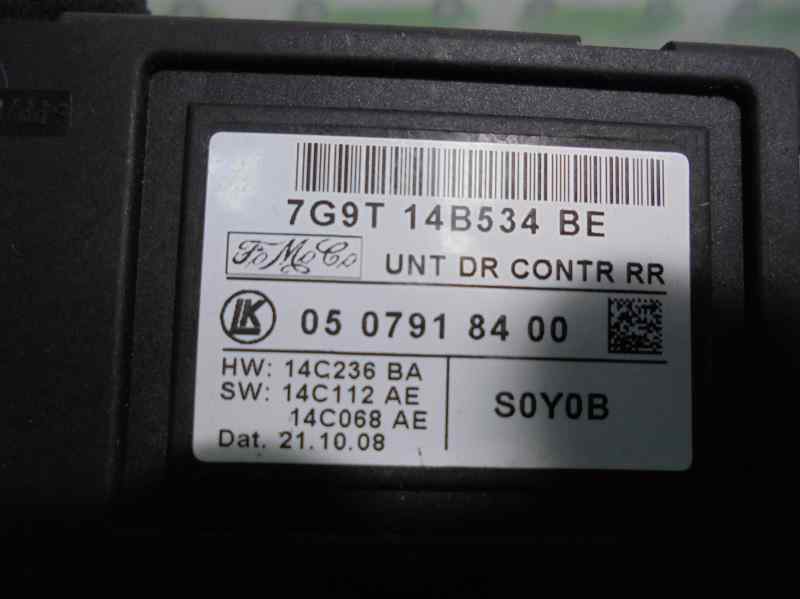 7G9T 14B534 BE
FoMoCo
UNT DR CONTR RR
LK
05 0791 84 00
HW: 14C236 BA
SW: 14C112 AE
14C068 AE
Dat. 21.10.08
S0Y0B